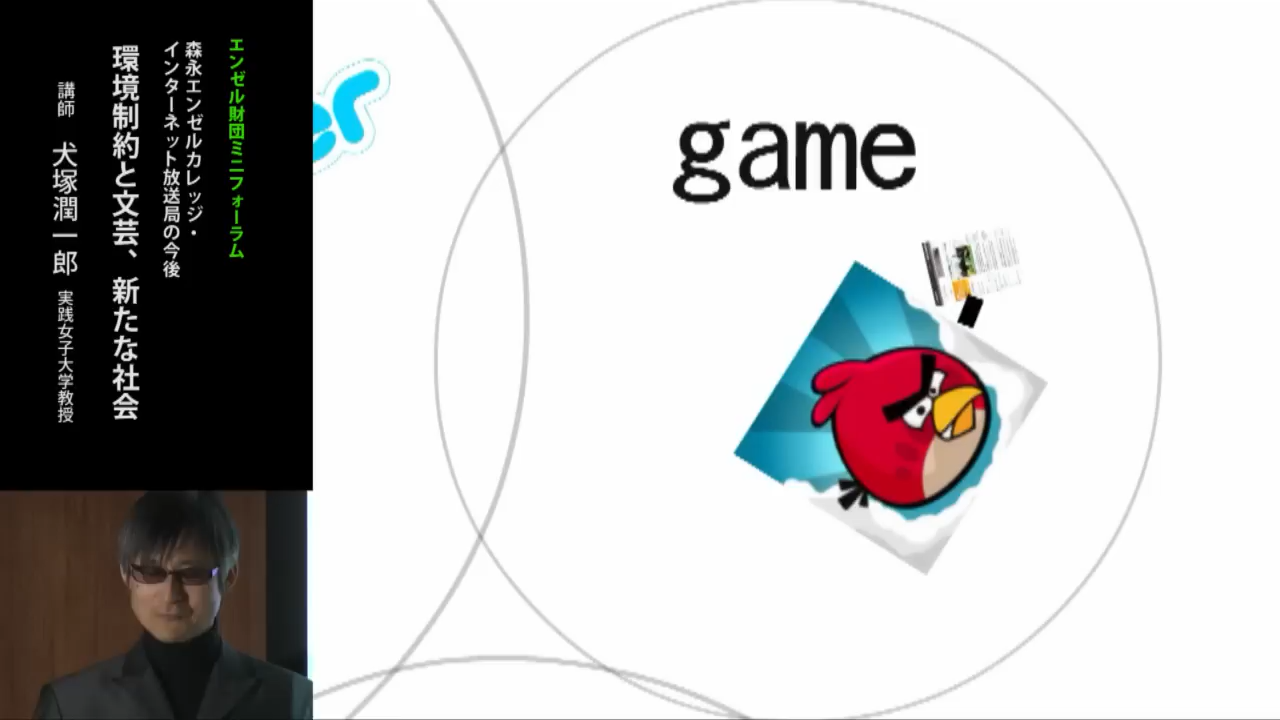 エンゼル財団ミニフォーラム
森永エンゼルカレッジ・
インターネット放送局の今後
環境制約と文芸、新たな社会
講師 犬塚潤一郎 実践女子大学教授
er
game